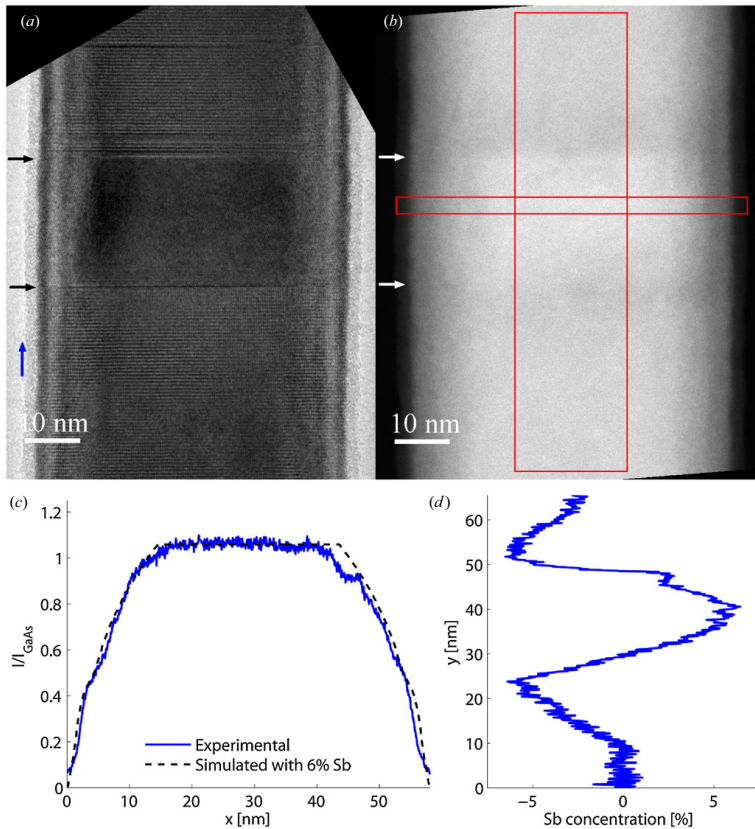 (a)
(b)
10 nm
10 nm
(c)
1.2
1
0.8
0.6
0.4
0.2
0
I/I_GaAs
Experimental
Simulated with 6% Sb
0
10
20
30
40
50
x [nm]
(d)
60
50
40
30
20
10
0
y [nm]
−5
0
5
Sb concentration [%]